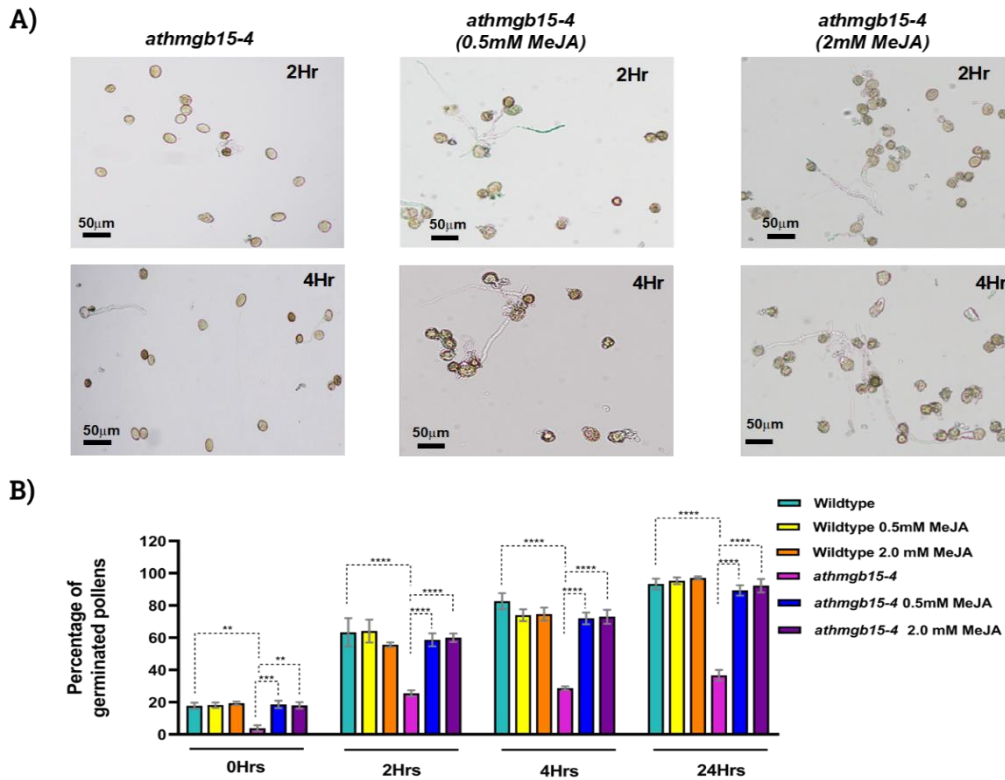 A)
athmgb15-4
athmgb15-4
(0.5mM MeJA)
athmgb15-4
(2mM MeJA)
2Hr
2Hr
2Hr
50μm
50μm
50μm
4Hr
4Hr
4Hr
50μm
50μm
50μm
B)
Percentage of
germinated pollens
120
100
80
60
40
20
0
**
**
***
****
****
****
****
****
****
****
****
****
0Hrs
2Hrs
4Hrs
24Hrs
Wildtype
Wildtype 0.5mM MeJA
Wildtype 2.0 mM MeJA
athmgb15-4
athmgb15-4 0.5mM MeJA
athmgb15-4 2.0 mM MeJA